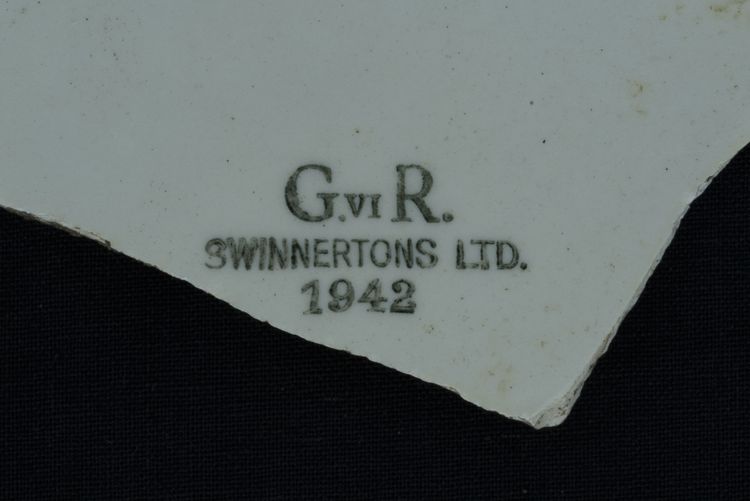 G.VI R.
SWINNERTONS LTD.
1942